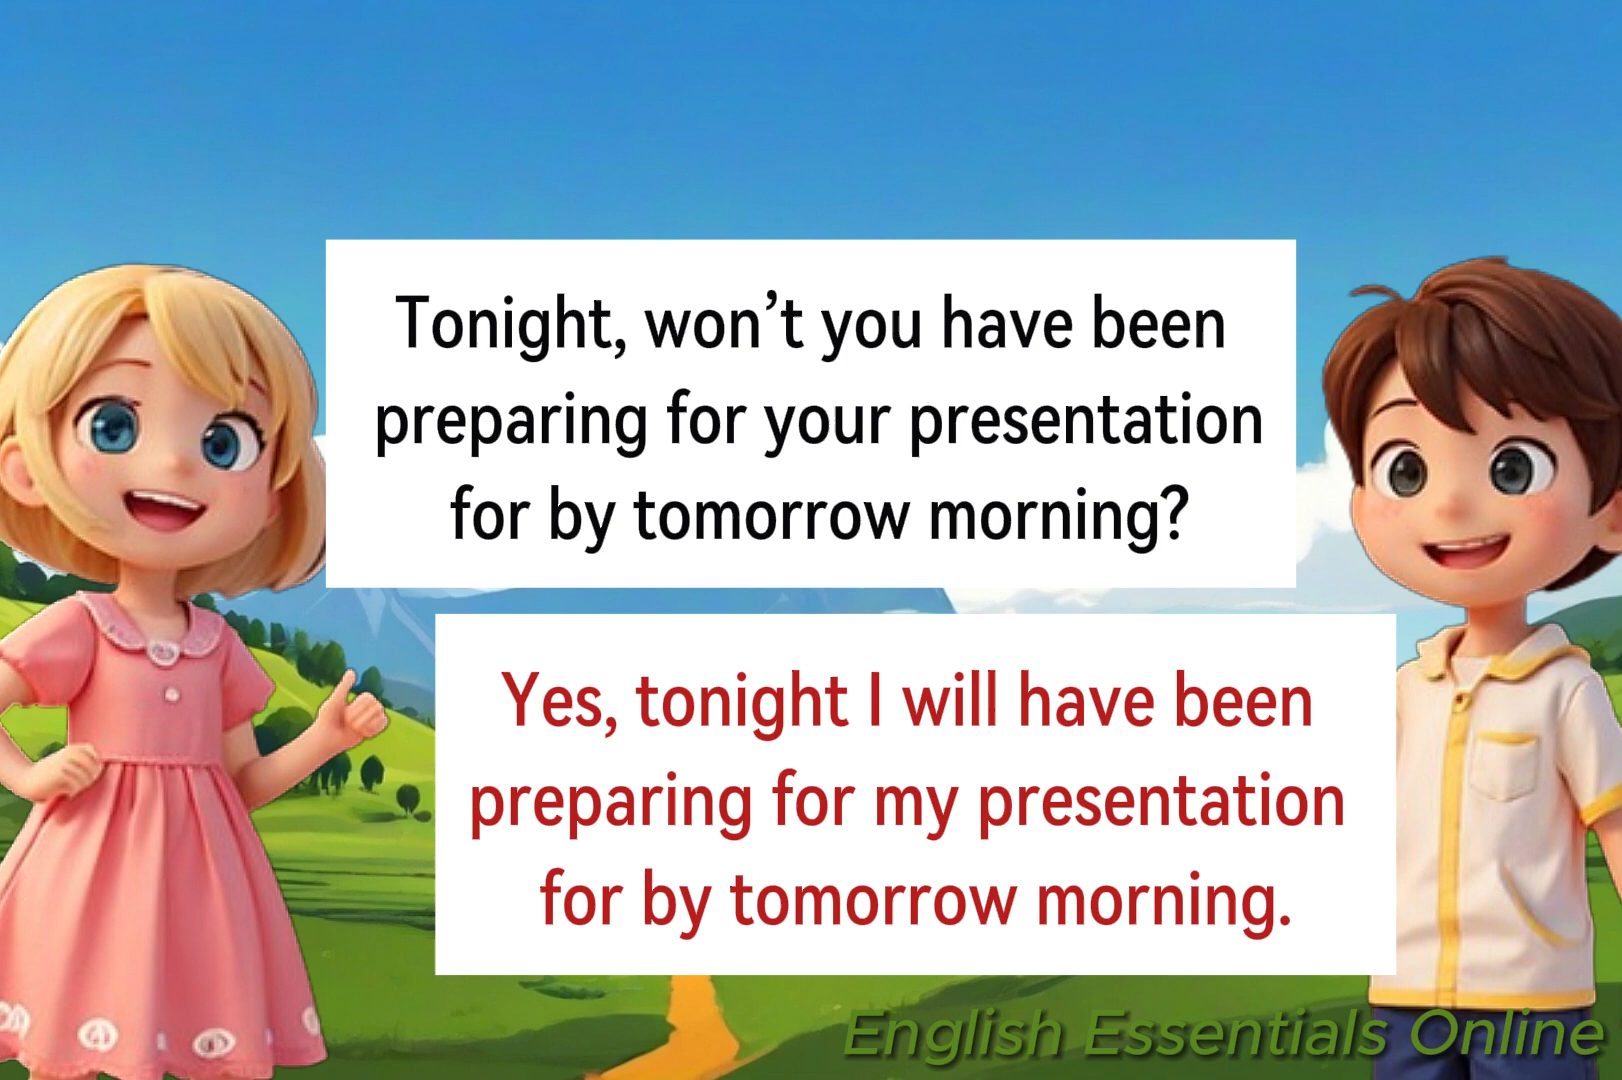 Tonight, won’t you have been
preparing for your presentation
for by tomorrow morning?
Yes, tonight I will have been
preparing for my presentation
for by tomorrow morning.
English Essentials Online